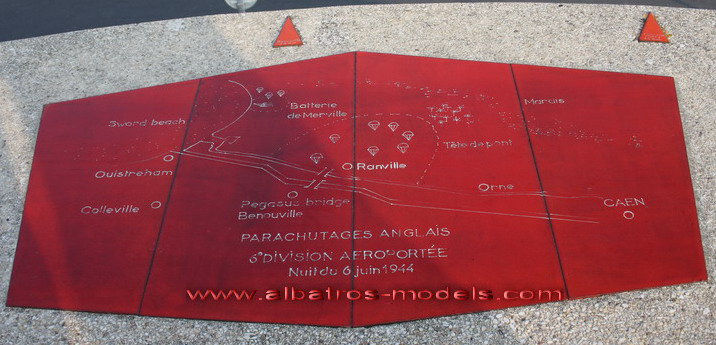 Sword beach
Batterie
de Merville
Marais
Tête de pont
Ouistreham
Ranville
Orne
Colleville
Pegasus bridge
Benouville
CAEN
PARACHUTAGES ANGLAIS
6° DIVISION AEROPORTÉE
Nuit du 6 juin 1944
www.albatros-models.com